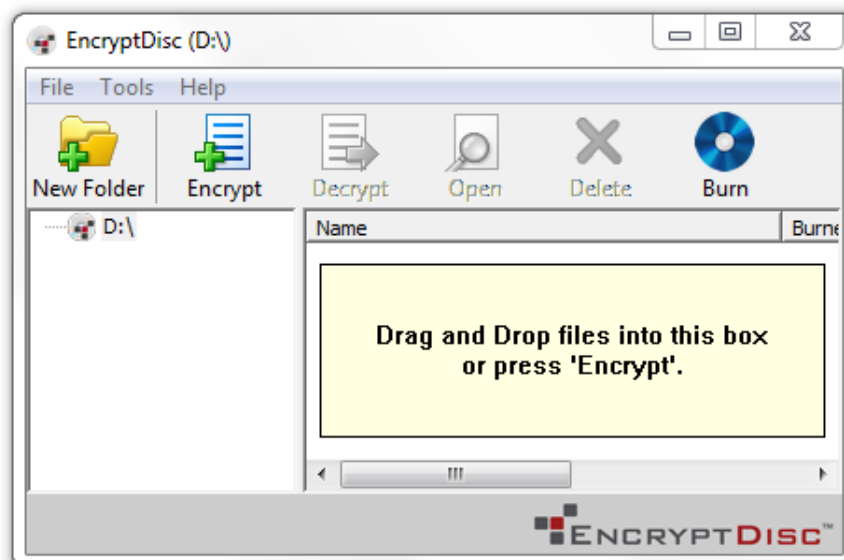 EncryptDisc (D:\)
File Tools Help
New Folder Encrypt Decrypt Open Delete Burn
D:\
Name Burne
Drag and Drop files into this box
or press 'Encrypt'.
ENCRYPTDISC™